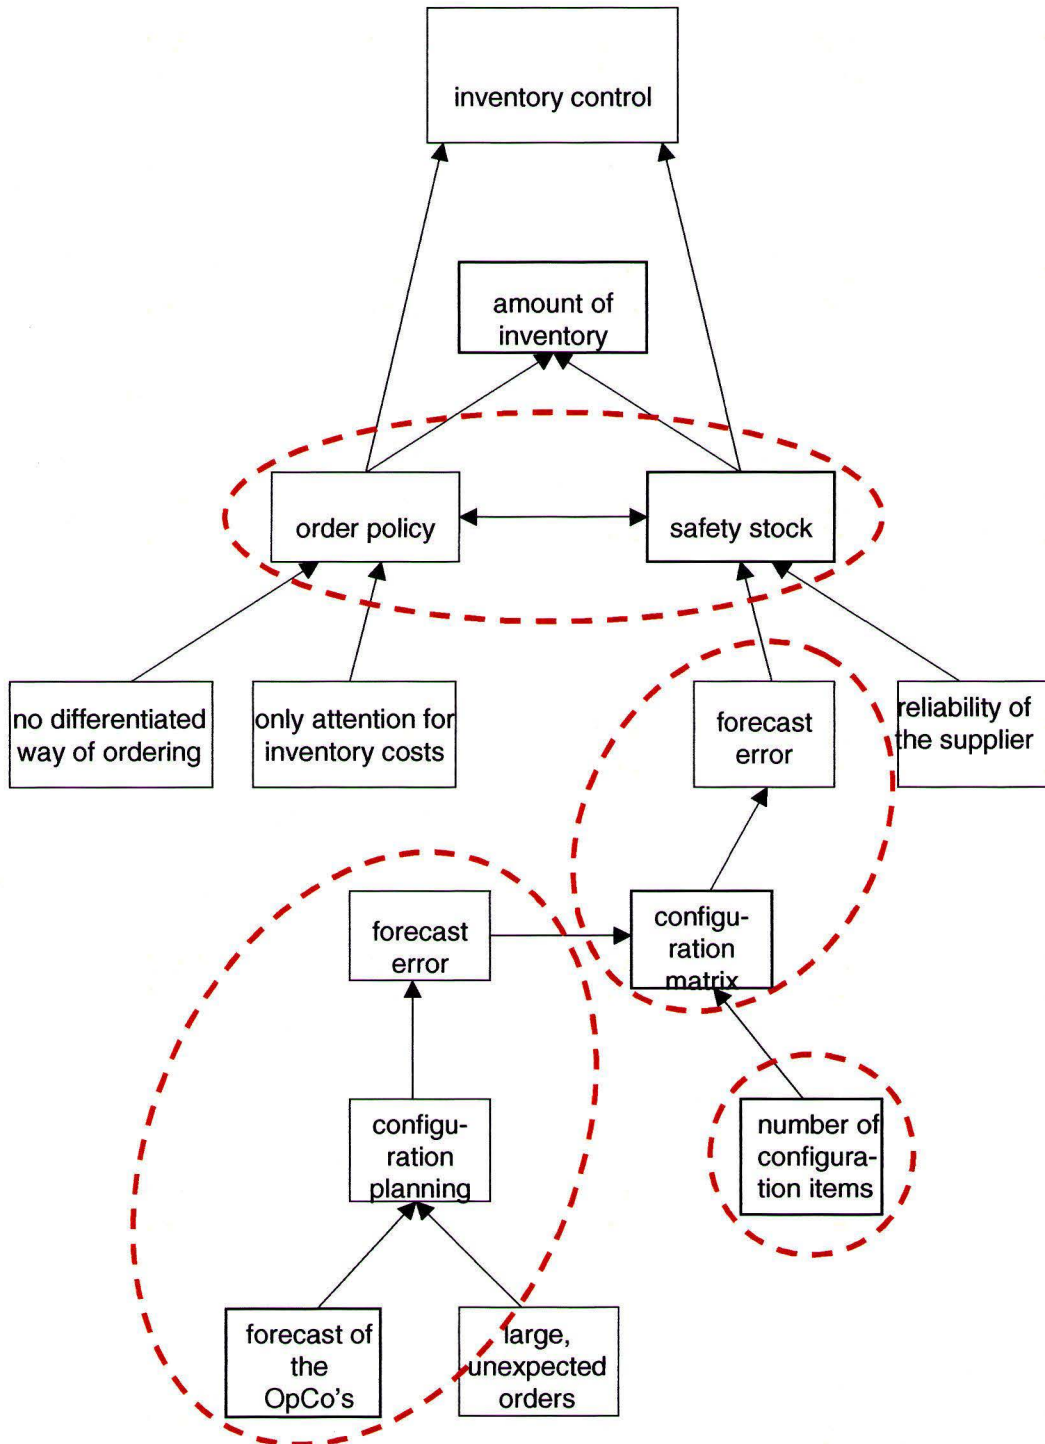 inventory control
amount of
inventory
order policy
safety stock
no differentiated
way of ordering
only attention for
inventory costs
forecast
error
reliability of
the supplier
forecast
error
configu-
ration
matrix
configu-
ration
planning
number of
configura-
tion items
forecast of
the
OpCo's
large,
unexpected
orders